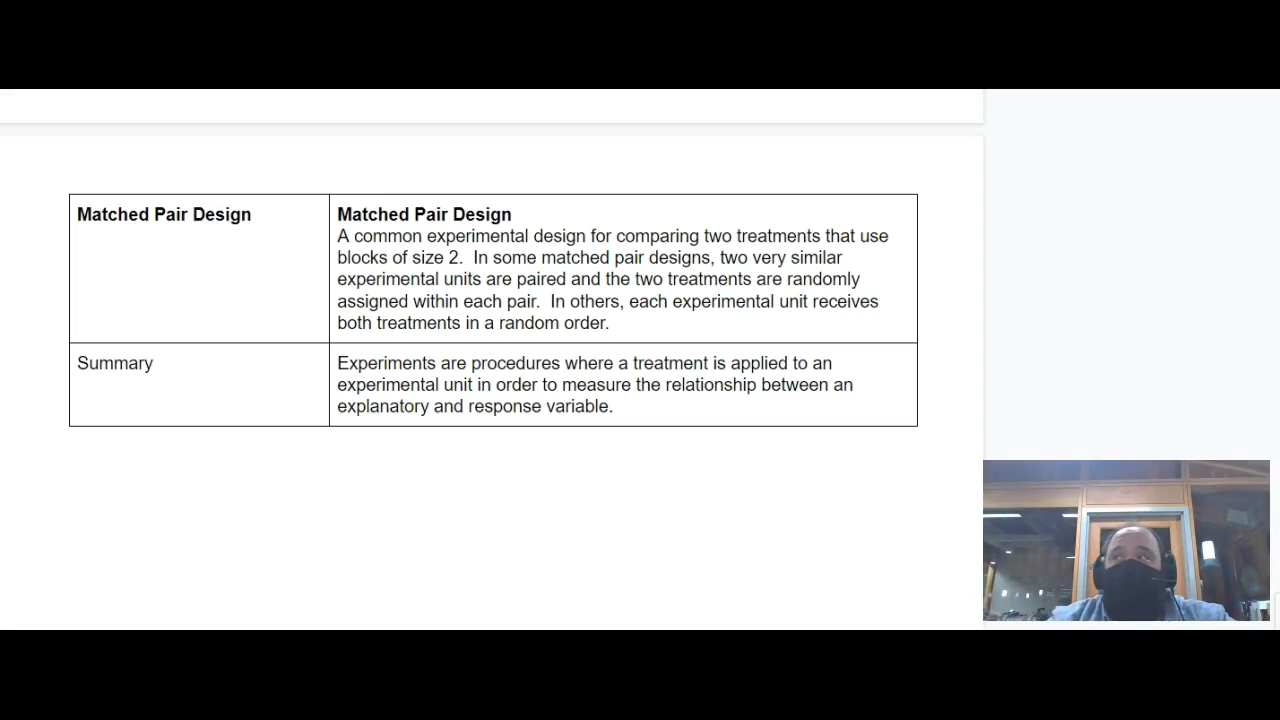 Matched Pair Design
Matched Pair Design
A common experimental design for comparing two treatments that use
blocks of size 2.  In some matched pair designs, two very similar
experimental units are paired and the two treatments are randomly
assigned within each pair.  In others, each experimental unit receives
both treatments in a random order.
Summary
Experiments are procedures where a treatment is applied to an
experimental unit in order to measure the relationship between an
explanatory and response variable.